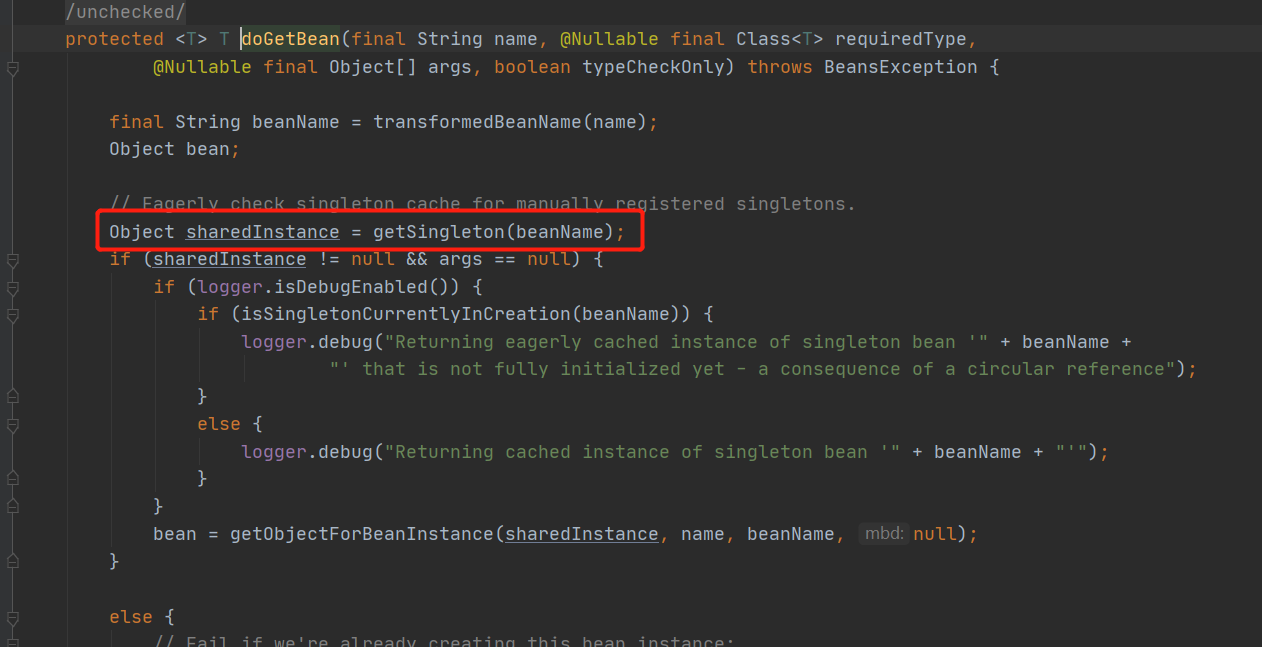 /unchecked/
protected <T> T doGetBean(final String name, @Nullable final Class<T> requiredType,
@Nullable final Object[] args, boolean typeCheckOnly) throws BeansException {
final String beanName = transformedBeanName(name);
Object bean;
// Eagerly check singleton cache for manually registered singletons.
Object sharedInstance = getSingleton(beanName);
if (sharedInstance != null && args == null) {
if (logger.isDebugEnabled()) {
if (isSingletonCurrentlyInCreation(beanName)) {
logger.debug("Returning eagerly cached instance of singleton bean '" + beanName +
"' that is not fully initialized yet - a consequence of a circular reference");
}
else {
logger.debug("Returning cached instance of singleton bean '" + beanName + "'");
}
}
bean = getObjectForBeanInstance(sharedInstance, name, beanName, mbd: null);
}
else {
// Fail if we're already creating this bean instance: